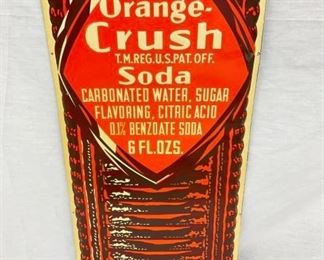 Orange-
Crush
T.M.REG.U.S.PAT.OFF.
Soda
CARBONATED WATER, SUGAR
FLAVORING, CITRIC ACID
0.1% BENZOATE SODA
6 FL.OZS.